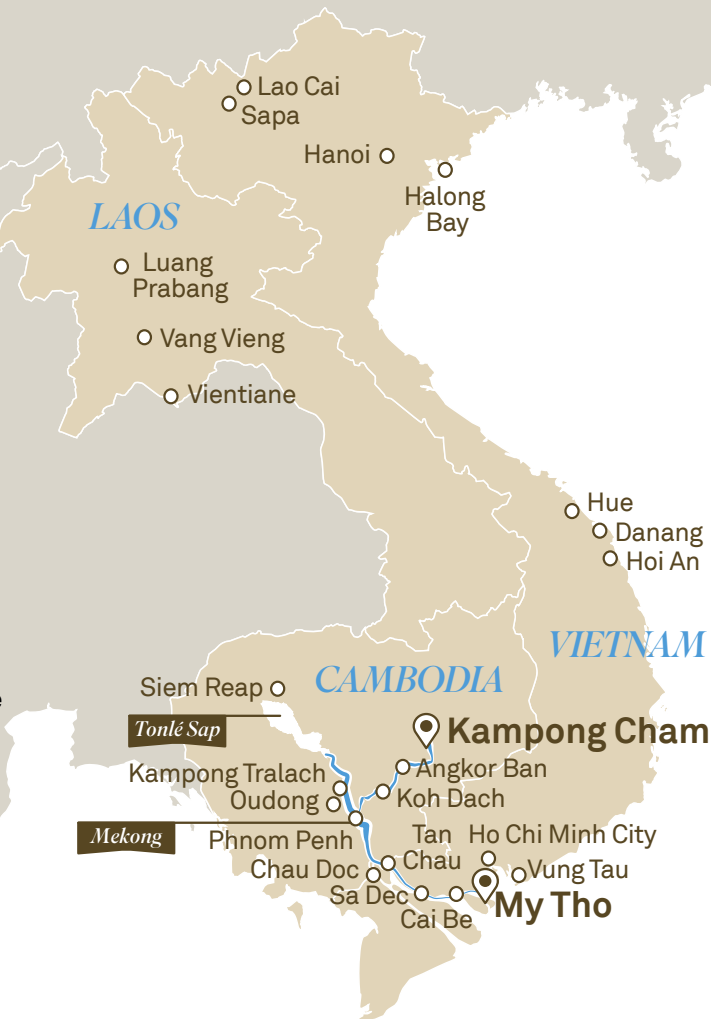 Lao Cai
Sapa
Hanoi
Halong
Bay
LAOS
Luang
Prabang
Vang Vieng
Vientiane
Hue
Danang
Hoi An
VIETNAM
CAMBODIA
Siem Reap
Tonlé Sap
Kampong Cham
Angkor Ban
Kampong Tralach
Koh Dach
Oudong
Mekong
Phnom Penh
Tan
Chau
Ho Chi Minh City
Chau Doc
Vung Tau
Sa Dec
My Tho
Cai Be
e